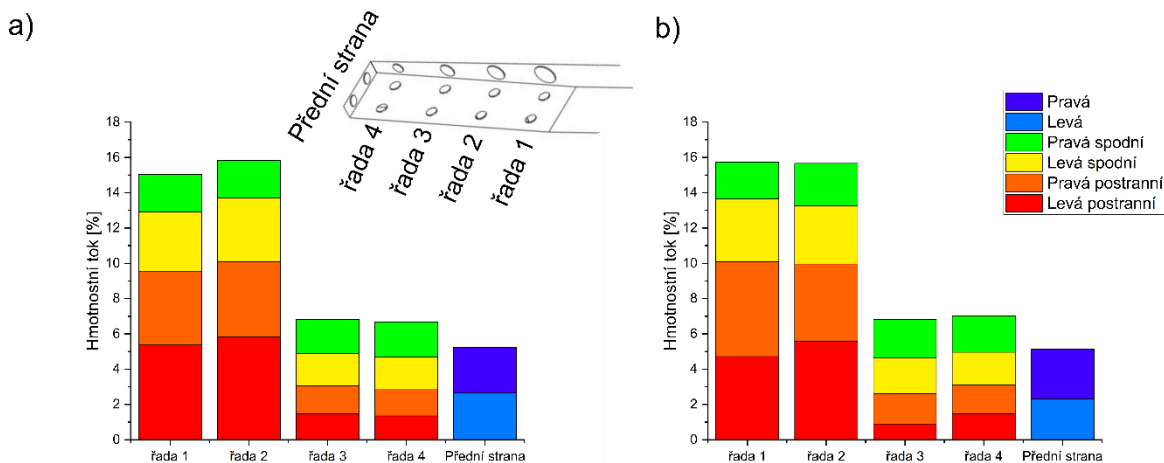 a)
Přední strana
řada 4
řada 3
řada 2
řada 1
Hmotnostní tok [%]
18
16
14
12
10
8
6
4
2
0
řada 1 řada 2 řada 3 řada 4 Přední strana
b)
Pravá
Levá
Pravá spodní
Levá spodní
Pravá postranní
Levá postranní
Hmotnostní tok [%]
18
16
14
12
10
8
6
4
2
0
řada 1 řada 2 řada 3 řada 4 Přední strana